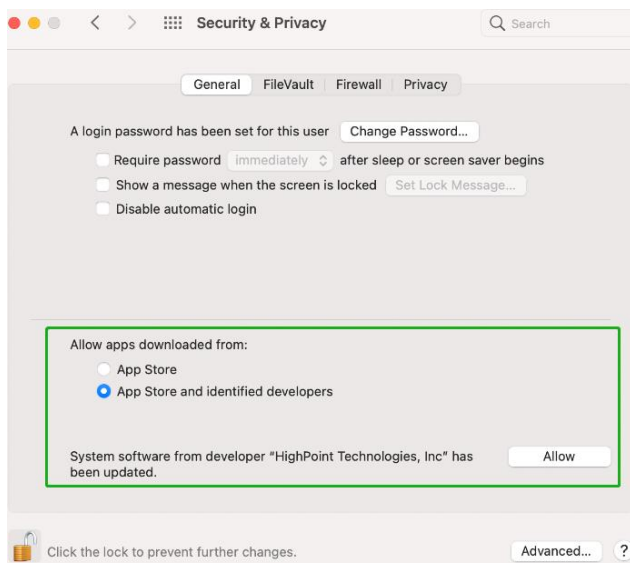 Security & Privacy
Search
General FileVault Firewall Privacy
A login password has been set for this user Change Password...
Require password immediately after sleep or screen saver begins
Show a message when the screen is locked Set Lock Message...
Disable automatic login
Allow apps downloaded from:
App Store
App Store and identified developers
System software from developer “HighPoint Technologies, Inc” has Allow
been updated.
Click the lock to prevent further changes. Advanced... ?